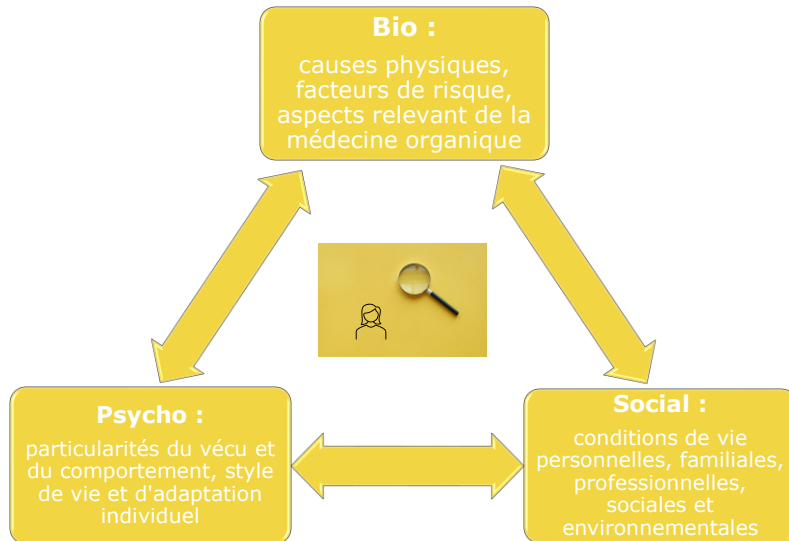 Bio :
causes physiques,
facteurs de risque,
aspects relevant de la
médecine organique
Psycho :
particularités du vécu et
du comportement, style
de vie et d'adaptation
individuel
Social :
conditions de vie
personnelles, familiales,
professionnelles,
sociales et
environnementales